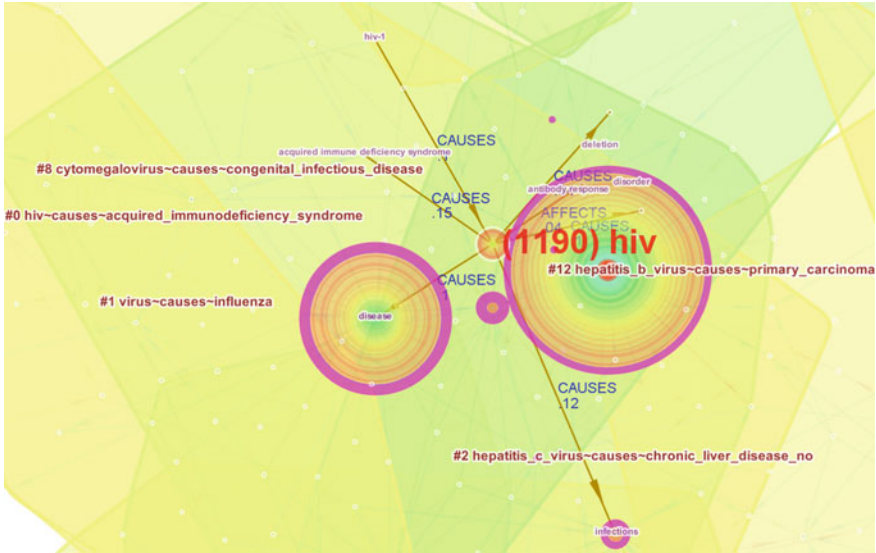 hiv-1
CAUSES
deletion
acquired immune deficiency syndrome
#8 cytomegalovirus~causes~congenital_infectious_disease
CAUSES
disorder
antibody response
CAUSES
.15
#0 hiv~causes~acquired_immunodeficiency_syndrome
AFFECTS
.04
CAUSES
(1190) hiv
#12 hepatitis_b_virus~causes~primary_carcinoma
CAUSES
#1 virus~causes~influenza
disease
CAUSES
.12
#2 hepatitis_c_virus~causes~chronic_liver_disease_no
infections